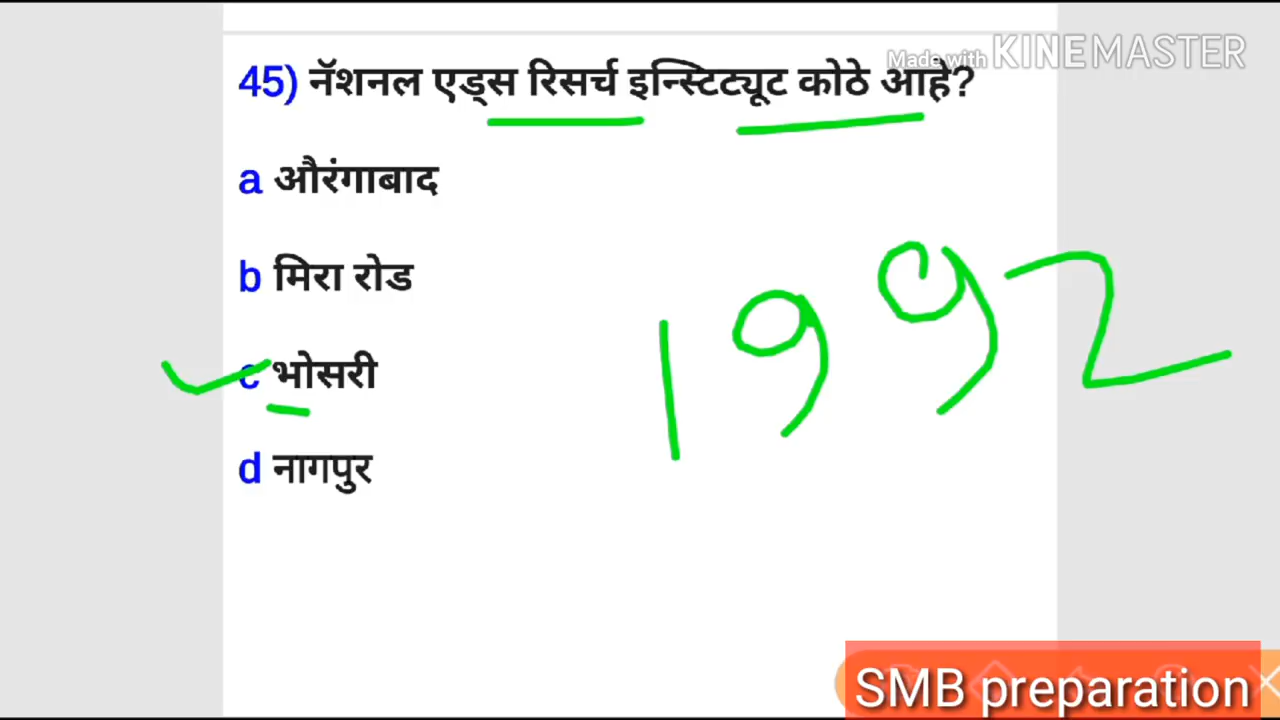 Made with KINEMASTER
45) नॅशनल एड्स रिसर्च इन्स्टिट्यूट कोठे आहे?
a औरंगाबाद
b मिरा रोड
c भोसरी
d नागपुर
1992
SMB preparation